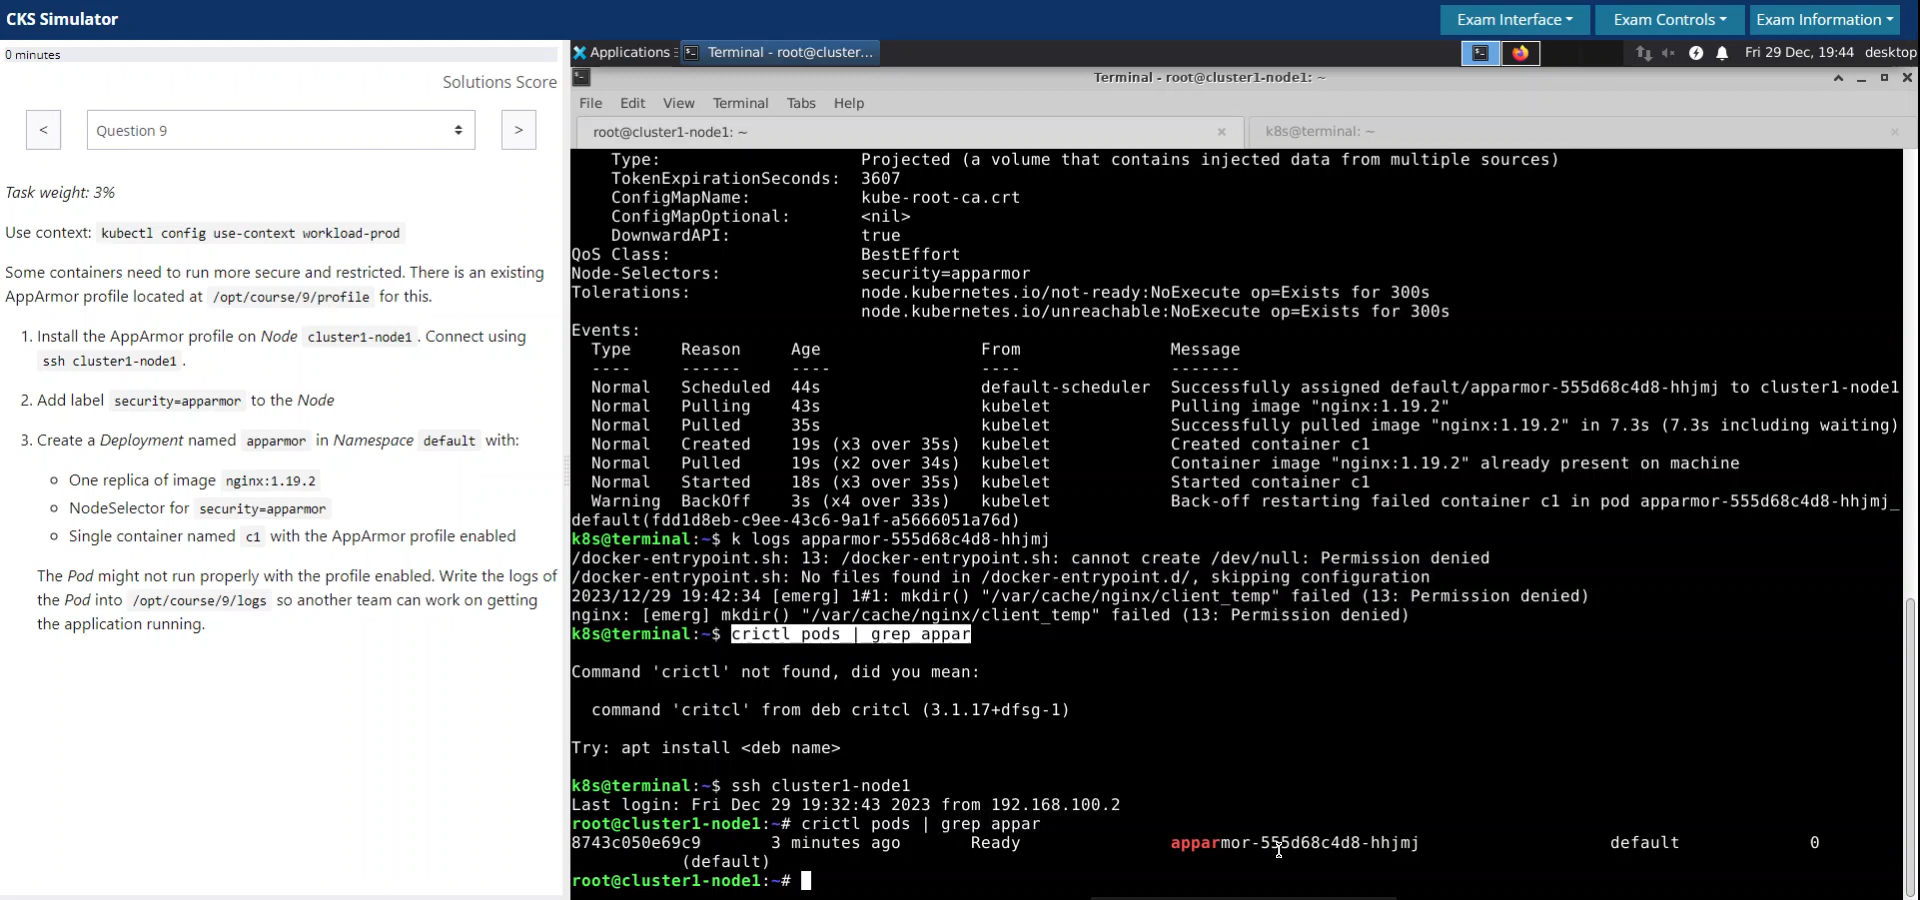 CKS Simulator
Exam Interface
Exam Controls
Exam Information
0 minutes
Solutions Score
<
Question 9
>
Task weight: 3%
Use context: kubectl config use-context workload-prod
Some containers need to run more secure and restricted. There is an existing
AppArmor profile located at /opt/course/9/profile for this.
1. Install the AppArmor profile on Node cluster1-node1 . Connect using
ssh cluster1-node1 .
2. Add label security=apparmor to the Node
3. Create a Deployment named apparmor in Namespace default with:
One replica of image nginx:1.19.2
NodeSelector for security=apparmor
Single container named c1 with the AppArmor profile enabled
The Pod might not run properly with the profile enabled. Write the logs of
the Pod into /opt/course/9/logs so another team can work on getting
the application running.
Applications
Terminal - root@cluster...
Fri 29 Dec, 19:44
desktop
Terminal - root@cluster1-node1: ~
File Edit View Terminal Tabs Help
root@cluster1-node1: ~
k8s@terminal: ~
Type: Projected (a volume that contains injected data from multiple sources)
TokenExpirationSeconds: 3607
ConfigMapName: kube-root-ca.crt
ConfigMapOptional: <nil>
DownwardAPI: true
QoS Class: BestEffort
Node-Selectors: security=apparmor
Tolerations: node.kubernetes.io/not-ready:NoExecute op=Exists for 300s
node.kubernetes.io/unreachable:NoExecute op=Exists for 300s
Events:
Type Reason Age From Message
---- ------ ---- ---- -------
Normal Scheduled 44s default-scheduler Successfully assigned default/apparmor-555d68c4d8-hhjmj to cluster1-node1
Normal Pulling 43s kubelet Pulling image "nginx:1.19.2"
Normal Pulled 35s kubelet Successfully pulled image "nginx:1.19.2" in 7.3s (7.3s including waiting)
Normal Created 19s (x3 over 35s) kubelet Created container c1
Normal Pulled 19s (x2 over 34s) kubelet Container image "nginx:1.19.2" already present on machine
Normal Started 18s (x3 over 35s) kubelet Started container c1
Warning BackOff 3s (x4 over 33s) kubelet Back-off restarting failed container c1 in pod apparmor-555d68c4d8-hhjmj_
default(fdd1d8eb-c9ee-43c6-9a1f-a5666051a76d)
k8s@terminal:~$ k logs apparmor-555d68c4d8-hhjmj
/docker-entrypoint.sh: 13: /docker-entrypoint.sh: cannot create /dev/null: Permission denied
/docker-entrypoint.sh: No files found in /docker-entrypoint.d/, skipping configuration
2023/12/29 19:42:34 [emerg] 1#1: mkdir() "/var/cache/nginx/client_temp" failed (13: Permission denied)
nginx: [emerg] mkdir() "/var/cache/nginx/client_temp" failed (13: Permission denied)
k8s@terminal:~$ crictl pods | grep appar
Command 'crictl' not found, did you mean:
command 'critcl' from deb critcl (3.1.17+dfsg-1)
Try: apt install <deb name>
k8s@terminal:~$ ssh cluster1-node1
Last login: Fri Dec 29 19:32:43 2023 from 192.168.100.2
root@cluster1-node1:~# crictl pods | grep appar
8743c050e69c9 3 minutes ago Ready apparmor-555d68c4d8-hhjmj default 0
(default)
root@cluster1-node1:~#